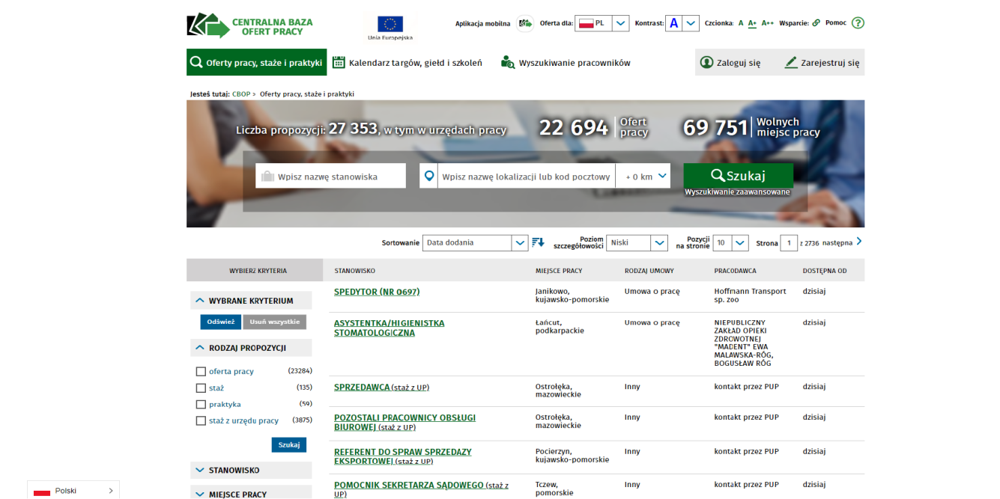 CENTRALNA BAZA
OFERT PRACY
Unia Europejska
Aplikacja mobilna
Oferta dla: PL
Kontrast: A
Czcionka: A A+ A++
Wsparcie:
Pomoc ?
Oferty pracy, staże i praktyki
Kalendarz targów, giełd i szkoleń
Wyszukiwanie pracowników
Zaloguj się
Zarejestruj się
Jesteś tutaj: CBOP > Oferty pracy, staże i praktyki
Liczba propozycji: 27 353, w tym w urzędach pracy
22 694 Ofert
pracy
69 751 Wolnych
miejsc pracy
Wpisz nazwę stanowiska
Wpisz nazwę lokalizacji lub kod pocztowy
+ 0 km
Szukaj
Wyszukiwanie zaawansowane
Sortowanie Data dodania
Poziom
szczegółowości Niski
Pozycji
na stronie 10
Strona 1 z 2736 następna
WYBIERZ KRYTERIA
WYBRANE KRYTERIUM
Odśwież Usuń wszystkie
RODZAJ PROPOZYCJI
oferta pracy (23284)
staż (135)
praktyka (59)
staż z urzędu pracy (3875)
Szukaj
STANOWISKO
MIEJSCE PRACY
STANOWISKO MIEJSCE PRACY RODZAJ UMOWY PRACODAWCA DOSTĘPNA OD
SPEDYTOR (NR 0697)
Janikowo,
kujawsko-pomorskie
Umowa o pracę
Hoffmann Transport
sp. zoo
dzisiaj
ASYSTENTKA/HIGIENISTKA
STOMATOLOGICZNA
Łańcut,
podkarpackie
Umowa o pracę
NIEPUBLICZNY
ZAKŁAD OPIEKI
ZDROWOTNEJ
"MADENT" EWA
MALAWSKA-RÓG,
BOGUSŁAW RÓG
dzisiaj
SPRZEDAWCA (staż z UP)
Ostrołęka,
mazowieckie
Inny
kontakt przez PUP
dzisiaj
POZOSTALI PRACOWNICY OBSŁUGI
BIUROWEJ (staż z UP)
Ostrołęka,
mazowieckie
Inny
kontakt przez PUP
dzisiaj
REFERENT DO SPRAW SPRZEDAZY
EKSPORTOWEJ (staż z UP)
Pocierzyn,
kujawsko-pomorskie
Inny
kontakt przez PUP
dzisiaj
POMOCNIK SEKRETARZA SĄDOWEGO (staż z
UP)
Tczew,
pomorskie
Inny
kontakt przez PUP
dzisiaj
Polski